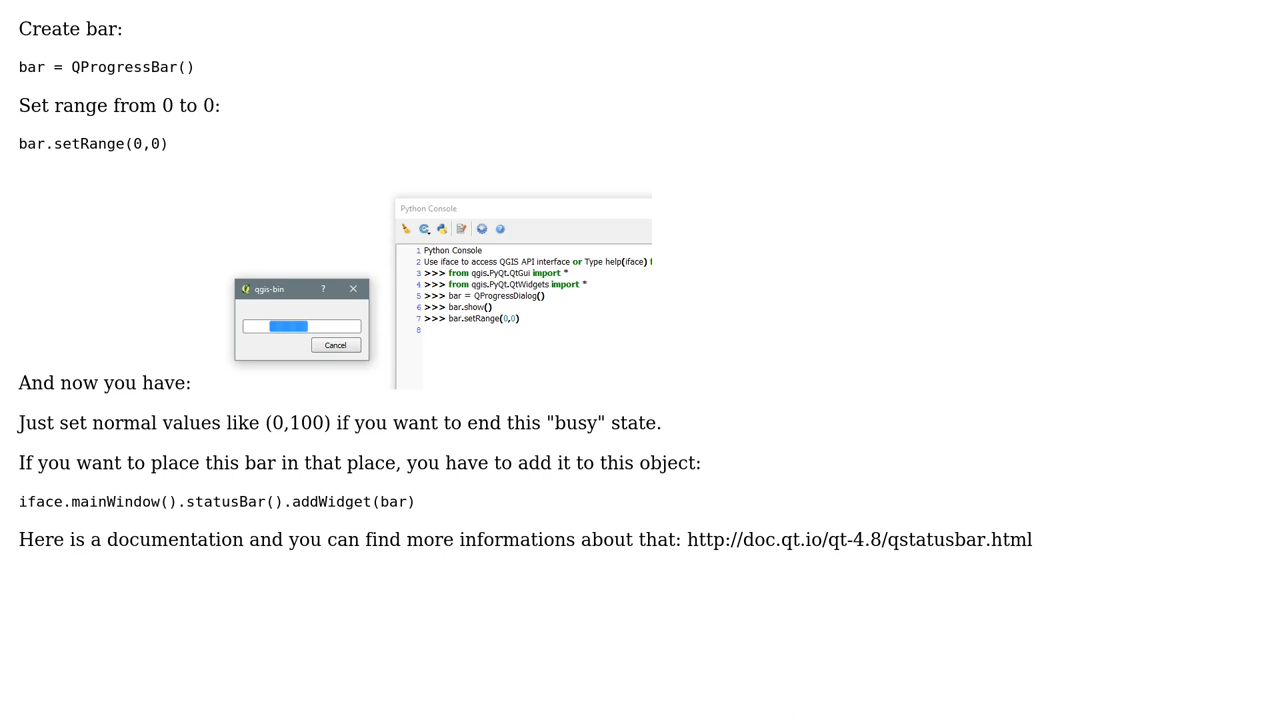 Create bar:
bar = QProgressBar()
Set range from 0 to 0:
bar.setRange(0,0)
Python Console
1 Python Console
2 Use iface to access QGIS API interface or Type help(iface) f
3 >>> from qgis.PyQt.QtGui import *
4 >>> from qgis.PyQt.QtWidgets import *
5 >>> bar = QProgressDialog()
6 >>> bar.show()
7 >>> bar.setRange(0,0)
8
qgis-bin ?
Cancel
And now you have:
Just set normal values like (0,100) if you want to end this "busy" state.
If you want to place this bar in that place, you have to add it to this object:
iface.mainWindow().statusBar().addWidget(bar)
Here is a documentation and you can find more informations about that: http://doc.qt.io/qt-4.8/qstatusbar.html